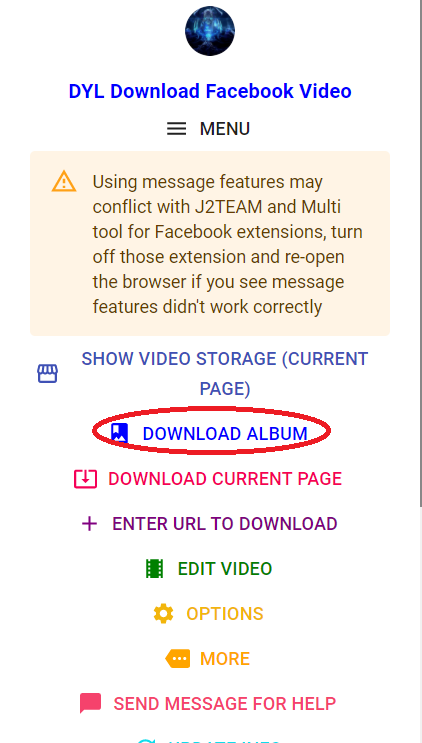 DYL Download Facebook Video
MENU
Using message features may
conflict with J2TEAM and Multi
tool for Facebook extensions, turn
off those extension and re-open
the browser if you see message
features didn't work correctly
SHOW VIDEO STORAGE (CURRENT
PAGE)
DOWNLOAD ALBUM
DOWNLOAD CURRENT PAGE
ENTER URL TO DOWNLOAD
EDIT VIDEO
OPTIONS
MORE
SEND MESSAGE FOR HELP
UPDATE INFO